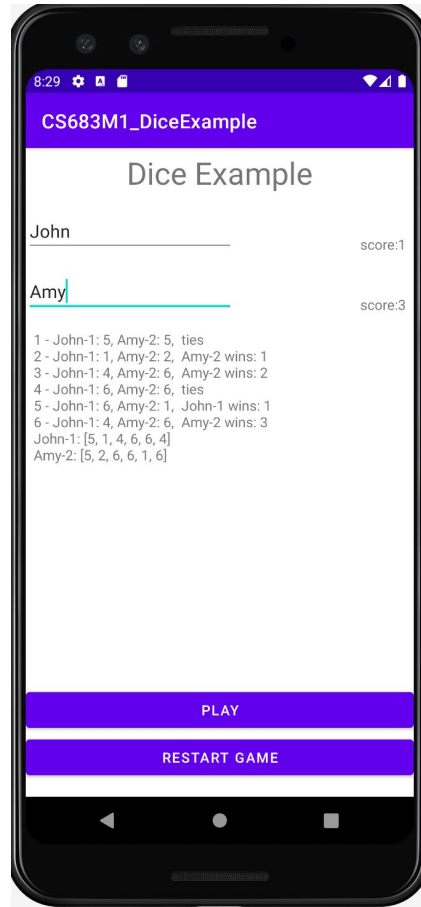 8:29
CS683M1_DiceExample
Dice Example
John
score:1
Amy
score:3
1 - John-1: 5, Amy-2: 5,  ties
2 - John-1: 1, Amy-2: 2,  Amy-2 wins: 1
3 - John-1: 4, Amy-2: 6,  Amy-2 wins: 2
4 - John-1: 6, Amy-2: 6,  ties
5 - John-1: 6, Amy-2: 1,  John-1 wins: 1
6 - John-1: 4, Amy-2: 6,  Amy-2 wins: 3
John-1: [5, 1, 4, 6, 6, 4]
Amy-2: [5, 2, 6, 6, 1, 6]
PLAY
RESTART GAME